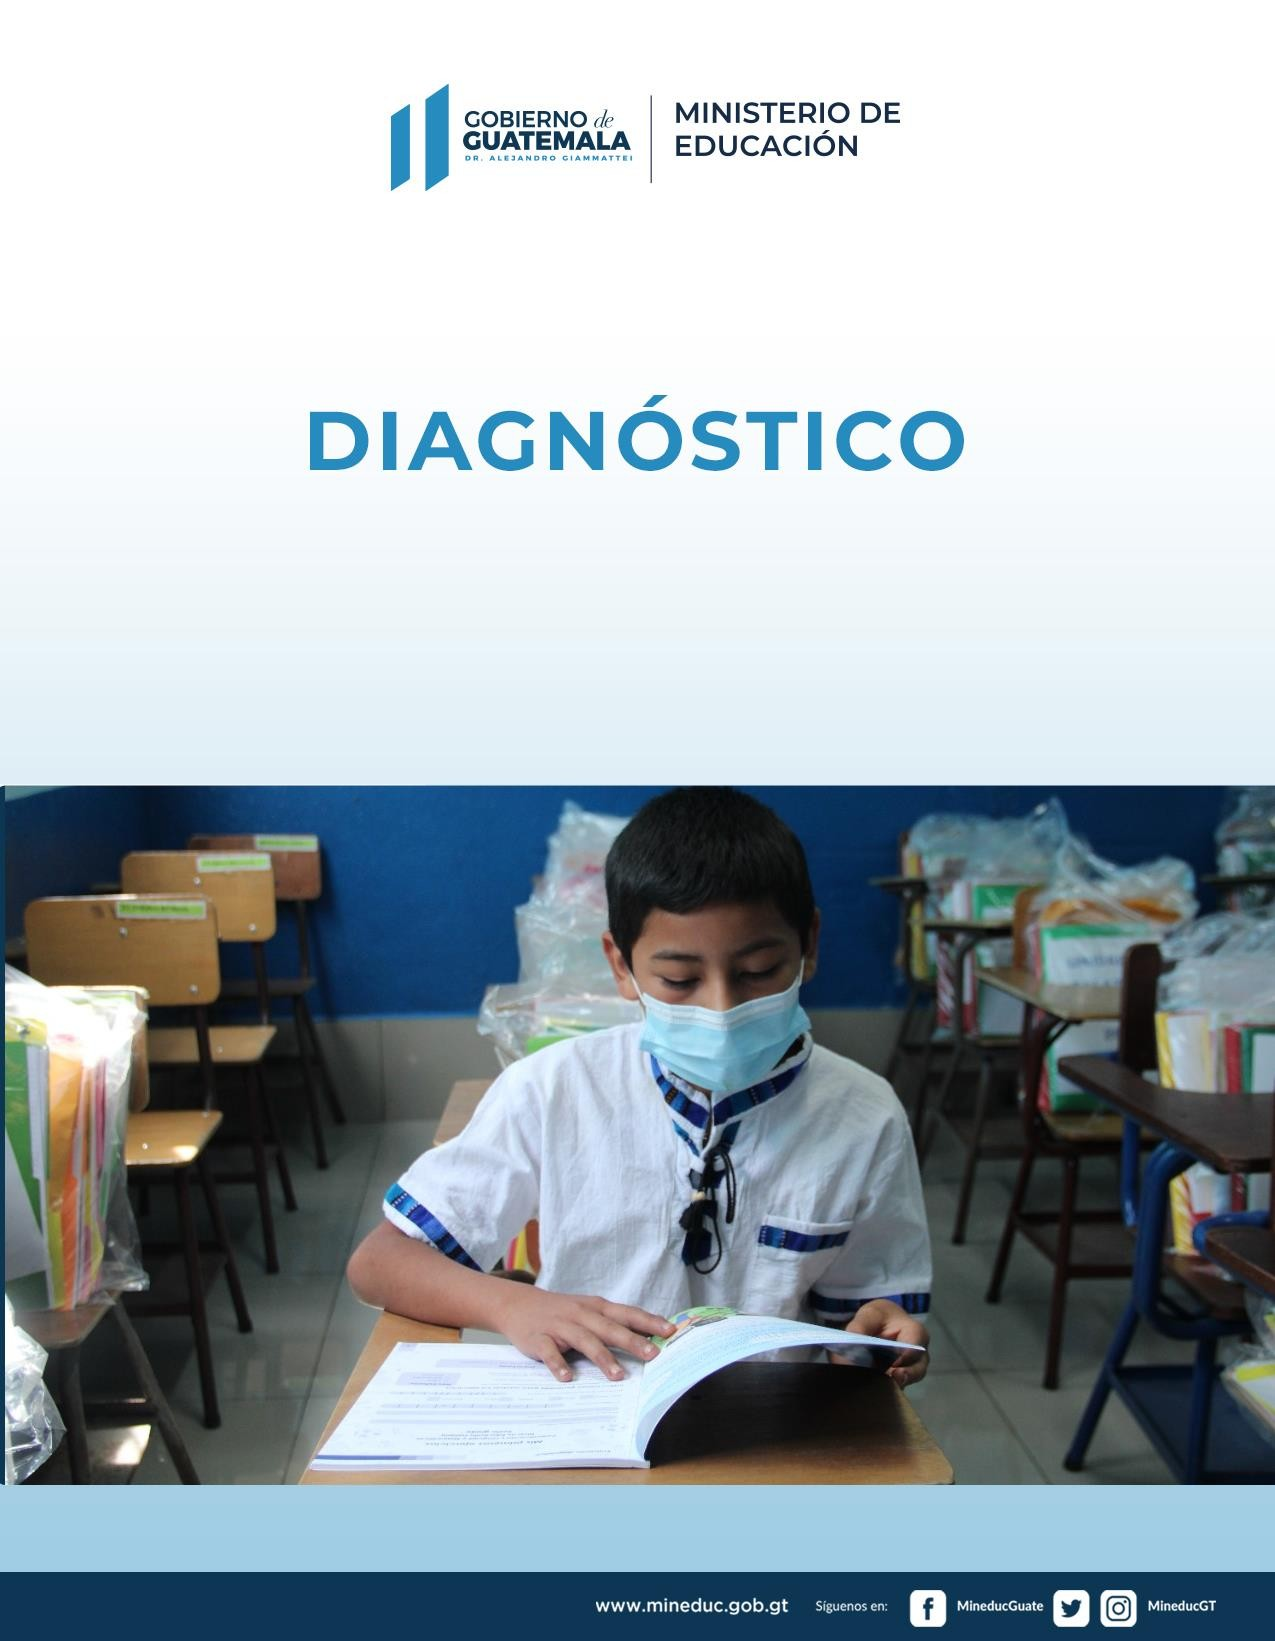 GOBIERNO de
GUATEMALA
DR. ALEJANDRO GIAMMATTEI
MINISTERIO DE
EDUCACIÓN
DIAGNÓSTICO
www.mineduc.gob.gt
Síguenos en:
MineducGuate
MineducGT